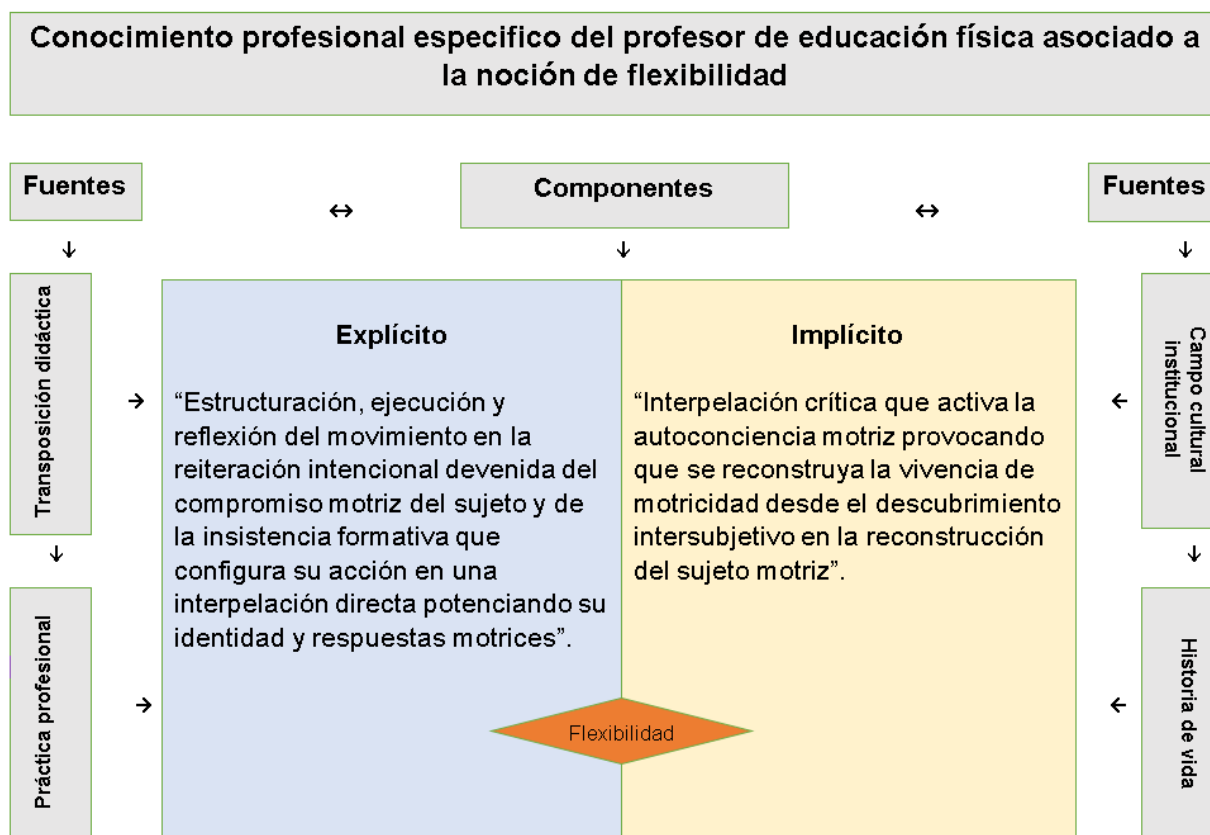 Conocimiento profesional especifico del profesor de educación física asociado a
la noción de flexibilidad
Fuentes
Componentes
Fuentes
Transposición didáctica
Práctica profesional
Explícito
“Estructuración, ejecución y
reflexión del movimiento en la
reiteración intencional devenida del
compromiso motriz del sujeto y de
la insistencia formativa que
configura su acción en una
interpelación directa potenciando su
identidad y respuestas motrices”.
Implícito
“Interpelación crítica que activa la
autoconciencia motriz provocando
que se reconstruya la vivencia de
motricidad desde el descubrimiento
intersubjetivo en la reconstrucción
del sujeto motriz”.
Flexibilidad
Campo cultural
institucional
Historia de vida